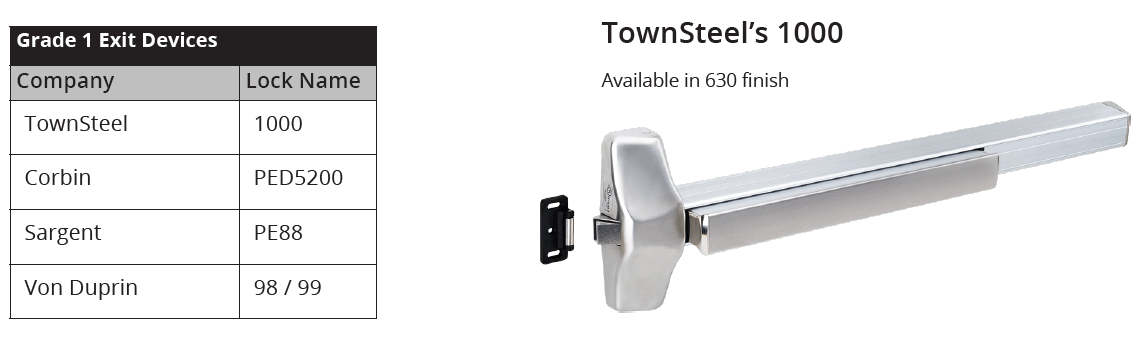 Grade 1 Exit Devices
Company Lock Name
TownSteel 1000
Corbin PED5200
Sargent PE88
Von Duprin 98 / 99
TownSteel’s 1000
Available in 630 finish